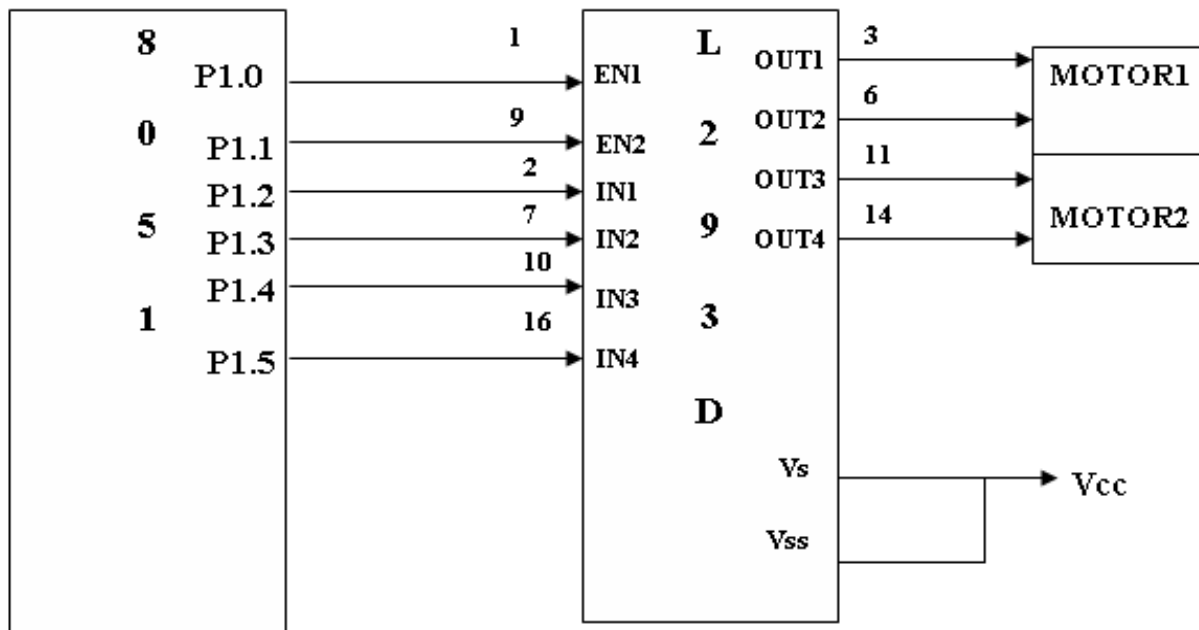 8 0 5 1
P1.0
P1.1
P1.2
P1.3
P1.4
P1.5
1
9
2
7
10
16
L 2 9 3 D
EN1
EN2
IN1
IN2
IN3
IN4
OUT1
OUT2
OUT3
OUT4
Vs
Vss
3
6
11
14
MOTOR1
MOTOR2
Vcc